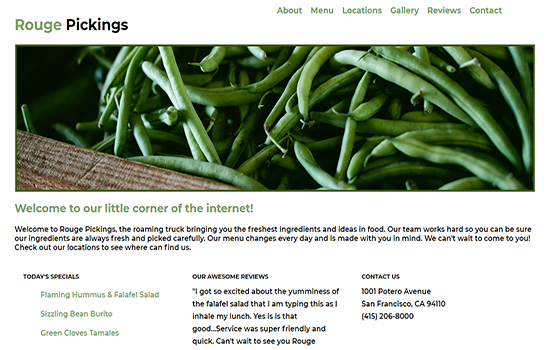 About Menu Locations Gallery Reviews Contact
Rouge Pickings
Welcome to our little corner of the internet!
Welcome to Rouge Pickings, the roaming truck bringing you the freshest ingredients and ideas in food. Our team works hard so you can be sure
our ingredients are always fresh and picked carefully. Our menu changes every day and is made with you in mind. We can't wait to come to you!
Check out our locations to see where can find us.
TODAY'S SPECIALS
Flaming Hummus & Falafel Salad
Sizzling Bean Burito
Green Cloves Tamales
OUR AWESOME REVIEWS
"I got so excited about the yumminess of
the falafel salad that I am typing this as I
inhale my lunch. Yes is is that
good...Service was super friendly and
quick. Can't wait to see you Rouge
CONTACT US
1001 Potero Avenue
San Francisco, CA 94110
(415) 206-8000